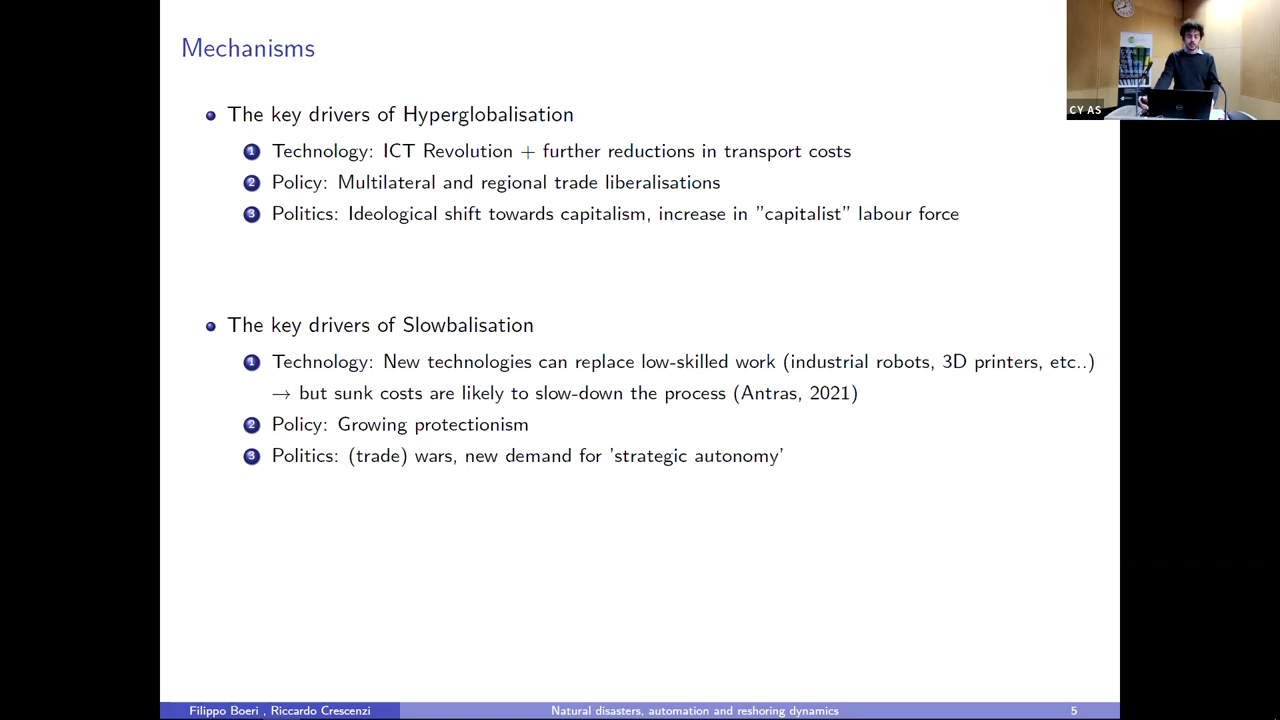 Mechanisms
The key drivers of Hyperglobalisation
1 Technology: ICT Revolution + further reductions in transport costs
2 Policy: Multilateral and regional trade liberalisations
3 Politics: Ideological shift towards capitalism, increase in ”capitalist” labour force
The key drivers of Slowbalisation
1 Technology: New technologies can replace low-skilled work (industrial robots, 3D printers, etc..)
→ but sunk costs are likely to slow-down the process (Antras, 2021)
2 Policy: Growing protectionism
3 Politics: (trade) wars, new demand for ’strategic autonomy’
Filippo Boeri , Riccardo Crescenzi
Natural disasters, automation and reshoring dynamics
5
CY AS